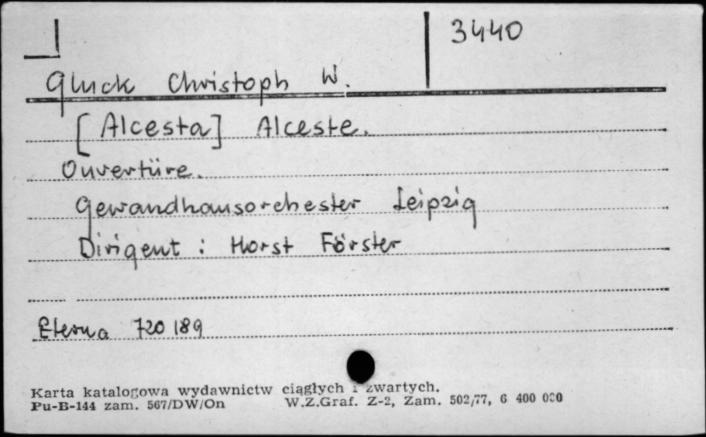 3440
Gluck Christoph W.
[Alcesta] Alceste.
Ouvertüre.
Gewandhausorchester Leipzig
Dirigent: Horst Förster
Eterna 720 189
Karta katalogowa wydawnictw ciągłych i zwartych.
Pu-B-144 zam. 567/DW/On W.Z.Graf. Z-2, Zam. 502/77, 6 400 000